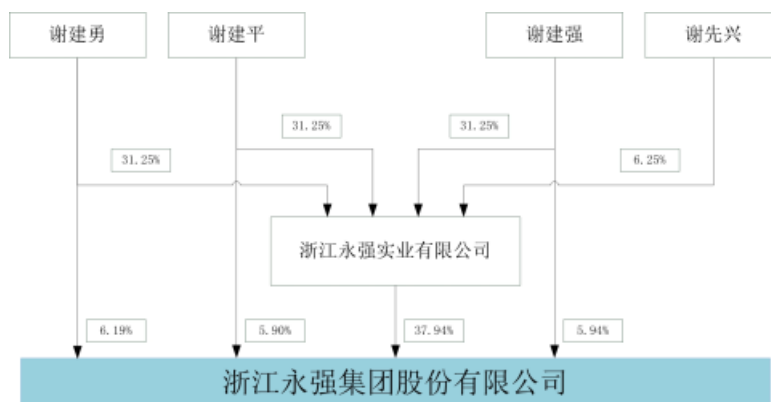 谢建勇
谢建平
谢建强
谢先兴
31.25%
31.25%
31.25%
6.25%
浙江永强实业有限公司
6.19%
5.90%
37.94%
5.94%
浙江永强集团股份有限公司